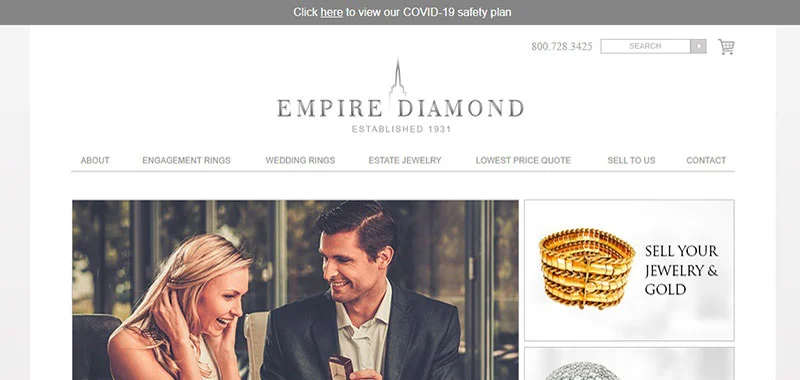 Click here to view our COVID-19 safety plan
800.728.3425
SEARCH
EMPIRE DIAMOND
ESTABLISHED 1931
ABOUT
ENGAGEMENT RINGS
WEDDING RINGS
ESTATE JEWELRY
LOWEST PRICE QUOTE
SELL TO US
CONTACT
SELL YOUR
JEWELRY &
GOLD